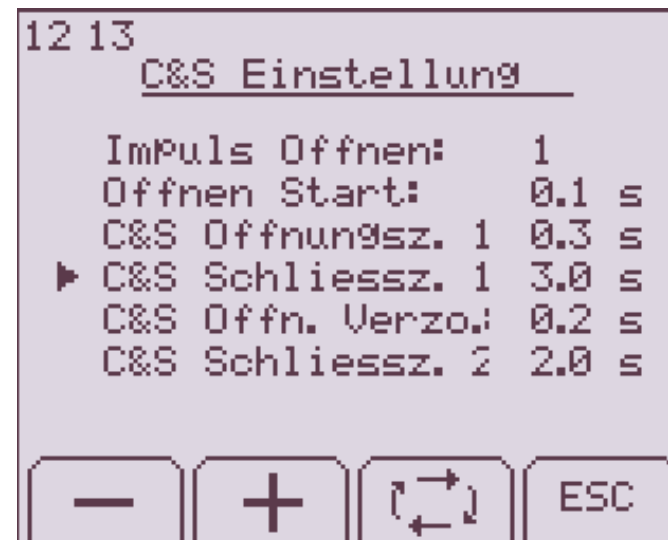 12 13
C&S Einstellung
Impuls Offnen: 1
Offnen Start: 0.1 s
C&S Offnungsz. 1 0.3 s
C&S Schliessz. 1 3.0 s
C&S Offn. Verzo.: 0.2 s
C&S Schliessz. 2 2.0 s
− + ESC